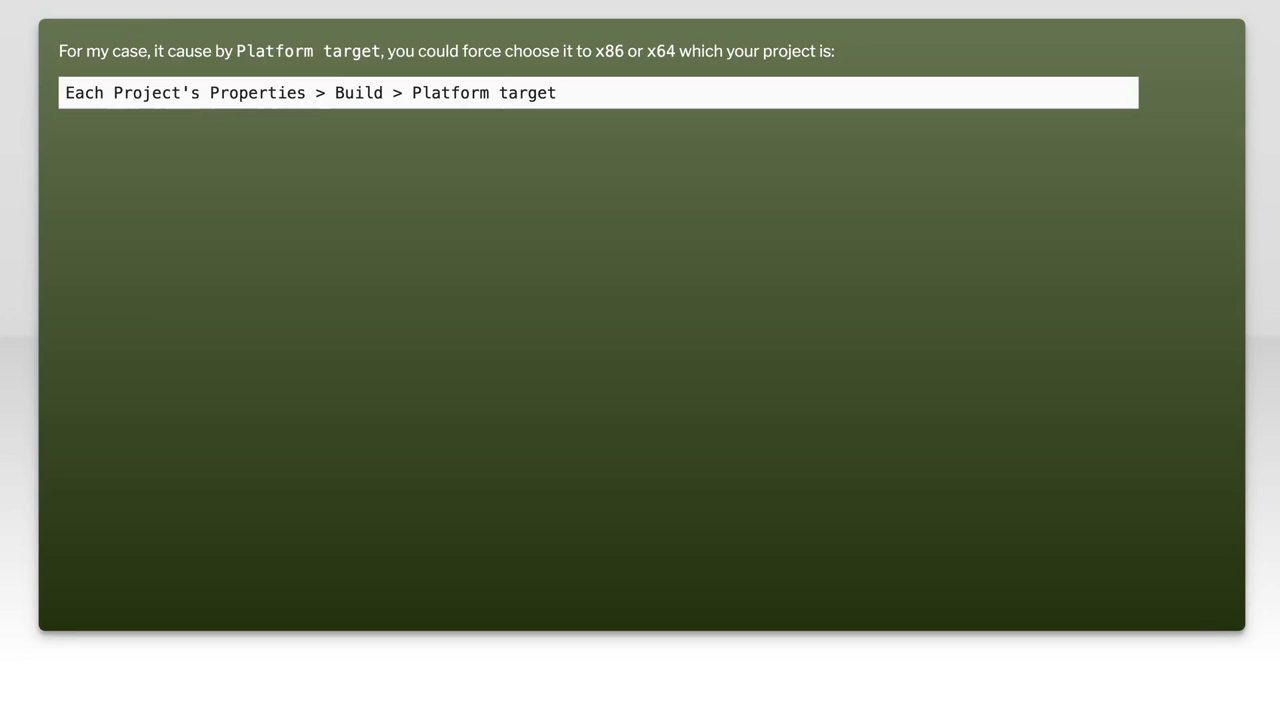 For my case, it cause by Platform target, you could force choose it to x86 or x64 which your project is:
Each Project's Properties > Build > Platform target